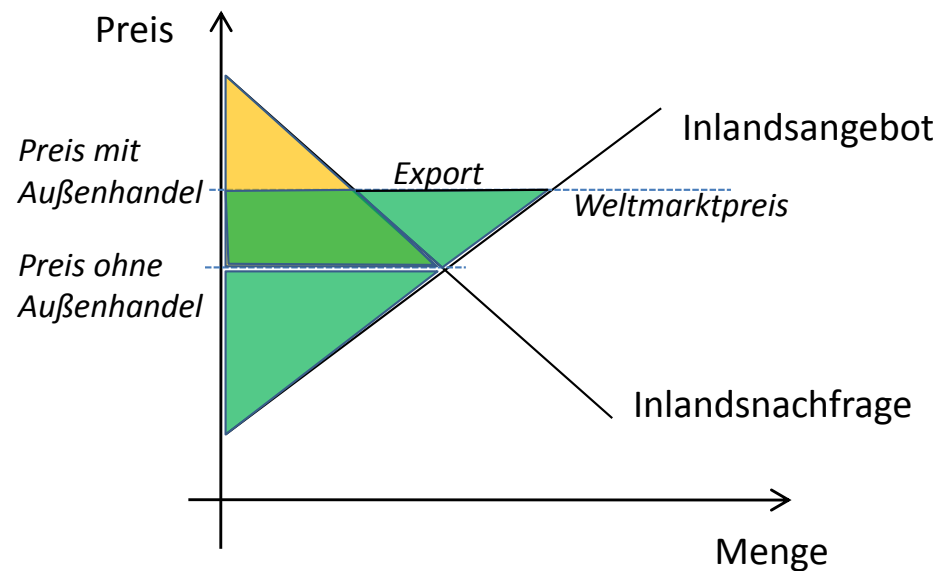 Preis
Inlandsangebot
Preis mit
Außenhandel
Export
Weltmarktpreis
Preis ohne
Außenhandel
Inlandsnachfrage
Menge